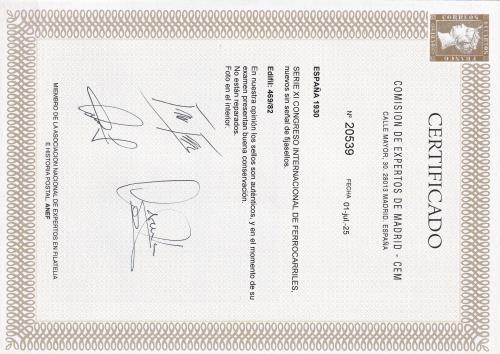 CERTIFICADO
COMISION DE EXPERTOS DE MADRID - CEM
CALLE MAYOR, 30. 28013 MADRID. ESPAÑA
Nº 20539 FECHA 01-jul.-25
ESPAÑA 1930
SERIE XI CONGRESO INTERNACIONAL DE FERROCARRILES,
nuevos sin señal de fijasellos.
Edifil: 469/82
En nuestra opinión los sellos son auténticos, y en el momento de su
examen presentan buena conservación.
No están reparados.
Foto en el interior.
MIEMBRO DE LA ASOCIACION NACIONAL DE EXPERTOS EN FILATELIA
E HISTORIA POSTAL. ANEF
CORREOS
FRANCO